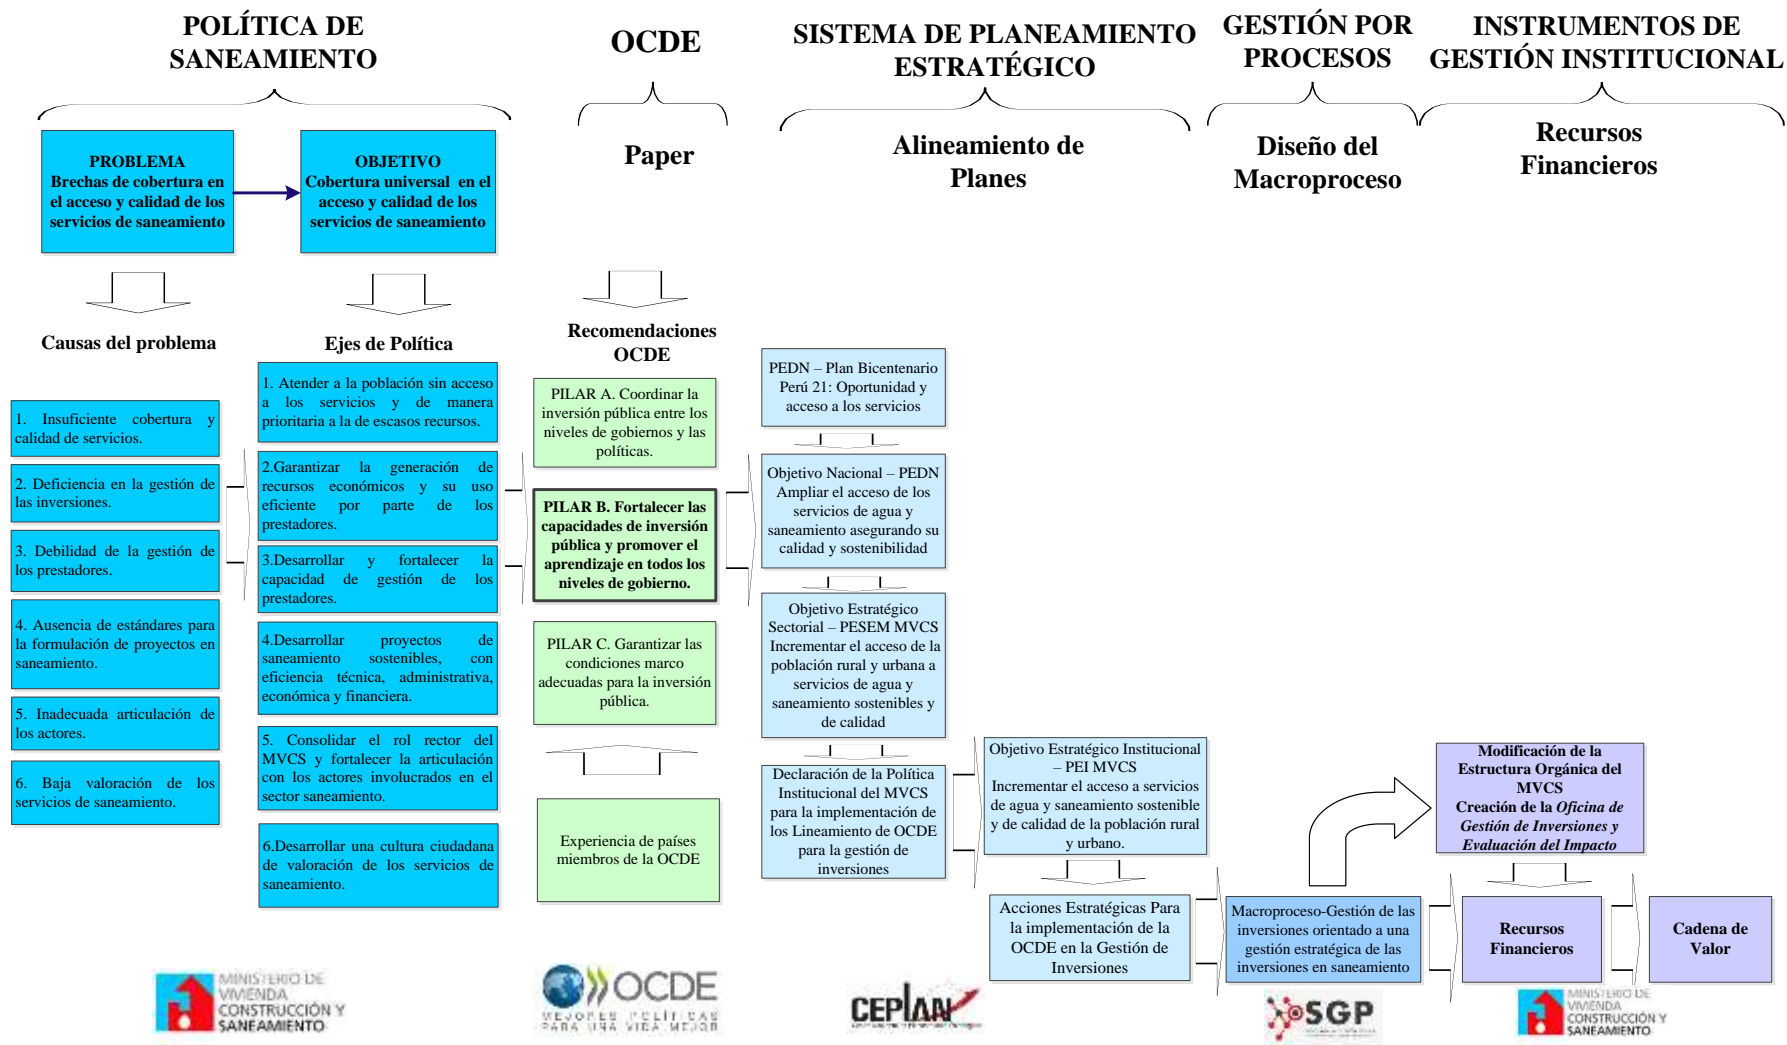 POLÍTICA DE
SANEAMIENTO
OCDE
SISTEMA DE PLANEAMIENTO
ESTRATÉGICO
GESTIÓN POR
PROCESOS
INSTRUMENTOS DE
GESTIÓN INSTITUCIONAL
PROBLEMA
Brechas de cobertura en
el acceso y calidad de los
servicios de saneamiento
OBJETIVO
Cobertura universal en el
acceso y calidad de los
servicios de saneamiento
Paper
Alineamiento de
Planes
Diseño del
Macroproceso
Recursos
Financieros
Causas del problema
1. Insuficiente cobertura y
calidad de servicios.
2. Deficiencia en la gestión de
las inversiones.
3. Debilidad de la gestión de
los prestadores.
4. Ausencia de estándares para
la formulación de proyectos en
saneamiento.
5. Inadecuada articulación de
los actores.
6. Baja valoración de los
servicios de saneamiento.
Ejes de Política
1. Atender a la población sin acceso
a los servicios y de manera
prioritaria a la de escasos recursos.
2.Garantizar la generación de
recursos económicos y su uso
eficiente por parte de los
prestadores.
3.Desarrollar y fortalecer la
capacidad de gestión de los
prestadores.
4.Desarrollar proyectos de
saneamiento sostenibles, con
eficiencia técnica, administrativa,
económica y financiera.
5. Consolidar el rol rector del
MVCS y fortalecer la articulación
con los actores involucrados en el
sector saneamiento.
6.Desarrollar una cultura ciudadana
de valoración de los servicios de
saneamiento.
Recomendaciones
OCDE
PILAR A. Coordinar la
inversión pública entre los
niveles de gobiernos y las
políticas.
PILAR B. Fortalecer las
capacidades de inversión
pública y promover el
aprendizaje en todos los
niveles de gobierno.
PILAR C. Garantizar las
condiciones marco
adecuadas para la inversión
pública.
Experiencia de países
miembros de la OCDE
PEDN – Plan Bicentenario
Perú 21: Oportunidad y
acceso a los servicios
Objetivo Nacional – PEDN
Ampliar el acceso de los
servicios de agua y
saneamiento asegurando su
calidad y sostenibilidad
Objetivo Estratégico
Sectorial – PESEM MVCS
Incrementar el acceso de la
población rural y urbana a
servicios de agua y
saneamiento sostenibles y
de calidad
Declaración de la Política
Institucional del MVCS
para la implementación de
los Lineamiento de OCDE
para la gestión de
inversiones
Objetivo Estratégico Institucional
– PEI MVCS
Incrementar el acceso a servicios
de agua y saneamiento sostenible
y de calidad de la población rural
y urbano.
Acciones Estratégicas Para
la implementación de la
OCDE en la Gestión de
Inversiones
Macroproceso-Gestión de las
inversiones orientado a una
gestión estratégica de las
inversiones en saneamiento
Modificación de la
Estructura Orgánica del
MVCS
Creación de la Oficina de
Gestión de Inversiones y
Evaluación del Impacto
Recursos
Financieros
Cadena de
Valor
MINISTERIO DE
VIVIENDA
CONSTRUCCIÓN Y
SANEAMIENTO
OCDE
MEJORES POLÍTICAS
PARA UNA VIDA MEJOR
CEPLAN
SGP
MINISTERIO DE
VIVIENDA
CONSTRUCCIÓN Y
SANEAMIENTO